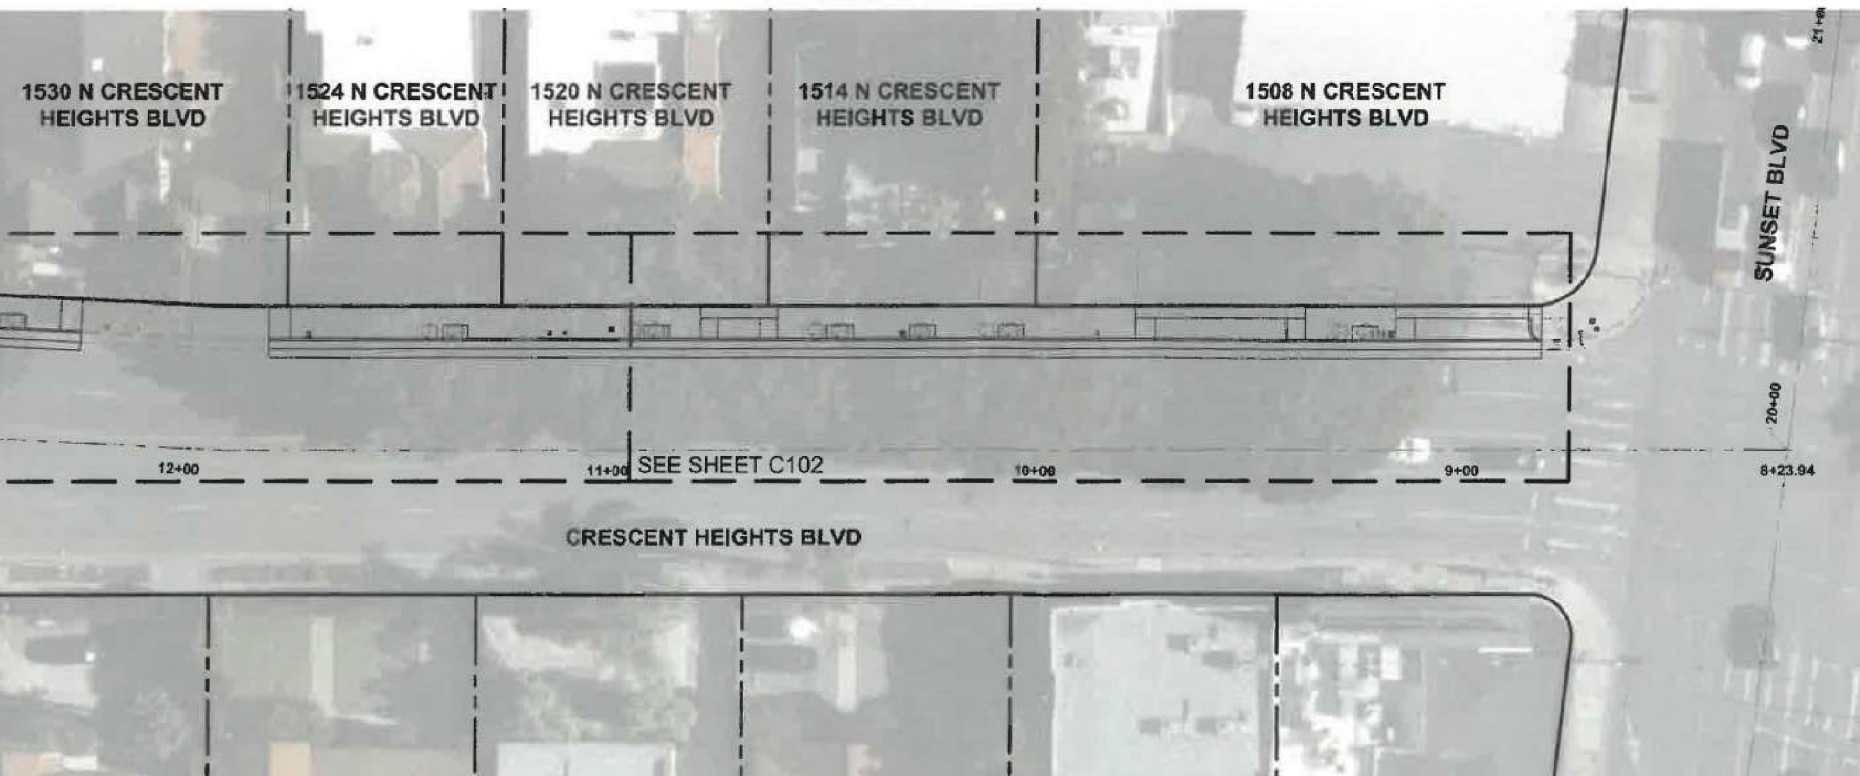 1530 N CRESCENT
HEIGHTS BLVD
1524 N CRESCENT
HEIGHTS BLVD
1520 N CRESCENT
HEIGHTS BLVD
1514 N CRESCENT
HEIGHTS BLVD
1508 N CRESCENT
HEIGHTS BLVD
21+00
SUNSET BLVD
20+00
12+00
11+00
SEE SHEET C102
10+00
9+00
8+23.94
CRESCENT HEIGHTS BLVD